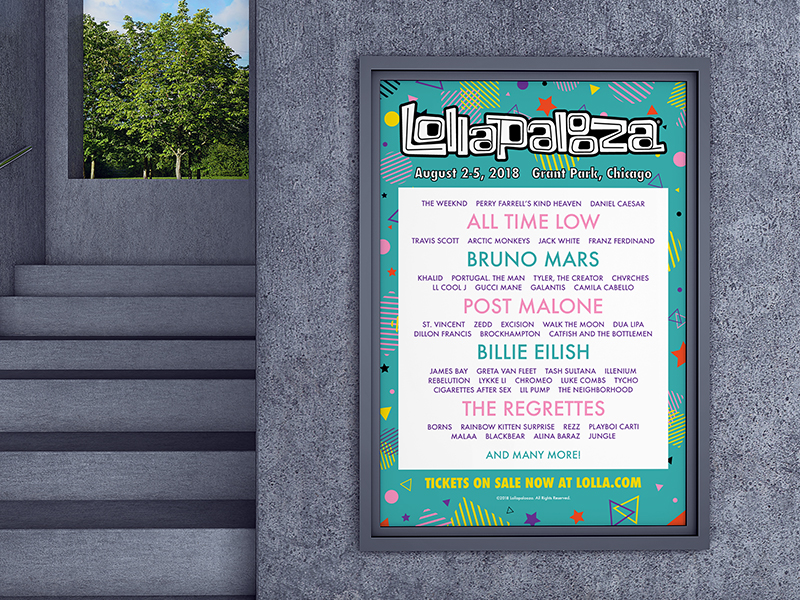 Lollapalooza
August 2-5, 2018 Grant Park, Chicago
THE WEEKND PERRY FARRELL'S KIND HEAVEN DANIEL CAESAR
ALL TIME LOW
TRAVIS SCOTT ARCTIC MONKEYS JACK WHITE FRANZ FERDINAND
BRUNO MARS
KHALID PORTUGAL. THE MAN TYLER, THE CREATOR CHVRCHES
LL COOL J GUCCI MANE GALANTIS CAMILA CABELLO
POST MALONE
ST. VINCENT ZEDD EXCISION WALK THE MOON DUA LIPA
DILLON FRANCIS BROCKHAMPTON CATFISH AND THE BOTTLEMEN
BILLIE EILISH
JAMES BAY GRETA VAN FLEET TASH SULTANA ILLENIUM
REBELUTION LYKKE LI CHROMEO LUKE COMBS TYCHO
CIGARETTES AFTER SEX LIL PUMP THE NEIGHBORHOOD
THE REGRETTES
BORNS RAINBOW KITTEN SURPRISE REZZ PLAYBOI CARTI
MALAA BLACKBEAR ALINA BARAZ JUNGLE
AND MANY MORE!
TICKETS ON SALE NOW AT LOLLA.COM
©2018 Lollapalooza. All Rights Reserved.